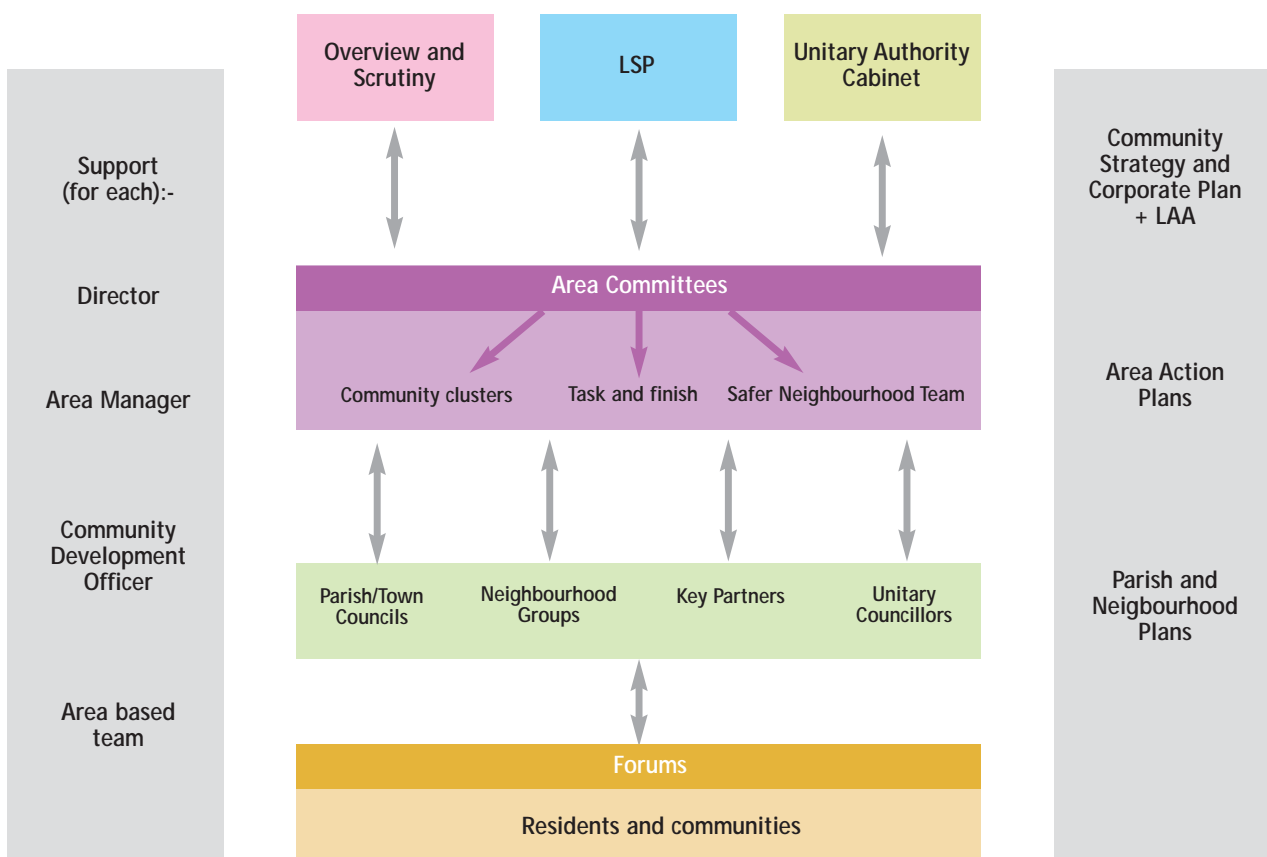 Overview and
Scrutiny
LSP
Unitary Authority
Cabinet
Support
(for each):-
Director
Area Manager
Community
Development
Officer
Area based
team
Area Committees
Community clusters
Task and finish
Safer Neighbourhood Team
Parish/Town
Councils
Neighbourhood
Groups
Key Partners
Unitary
Councillors
Forums
Residents and communities
Community
Strategy and
Corporate Plan
+ LAA
Area Action
Plans
Parish and
Neigbourhood
Plans